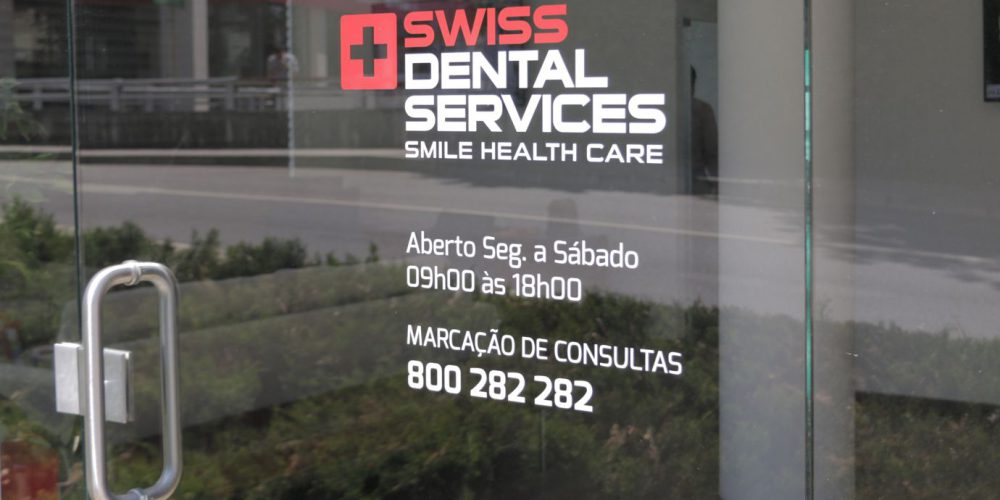 SWISS
DENTAL
SERVICES
SMILE HEALTH CARE
Aberto Seg. a Sábado
09h00 às 18h00
MARCAÇÃO DE CONSULTAS
800 282 282